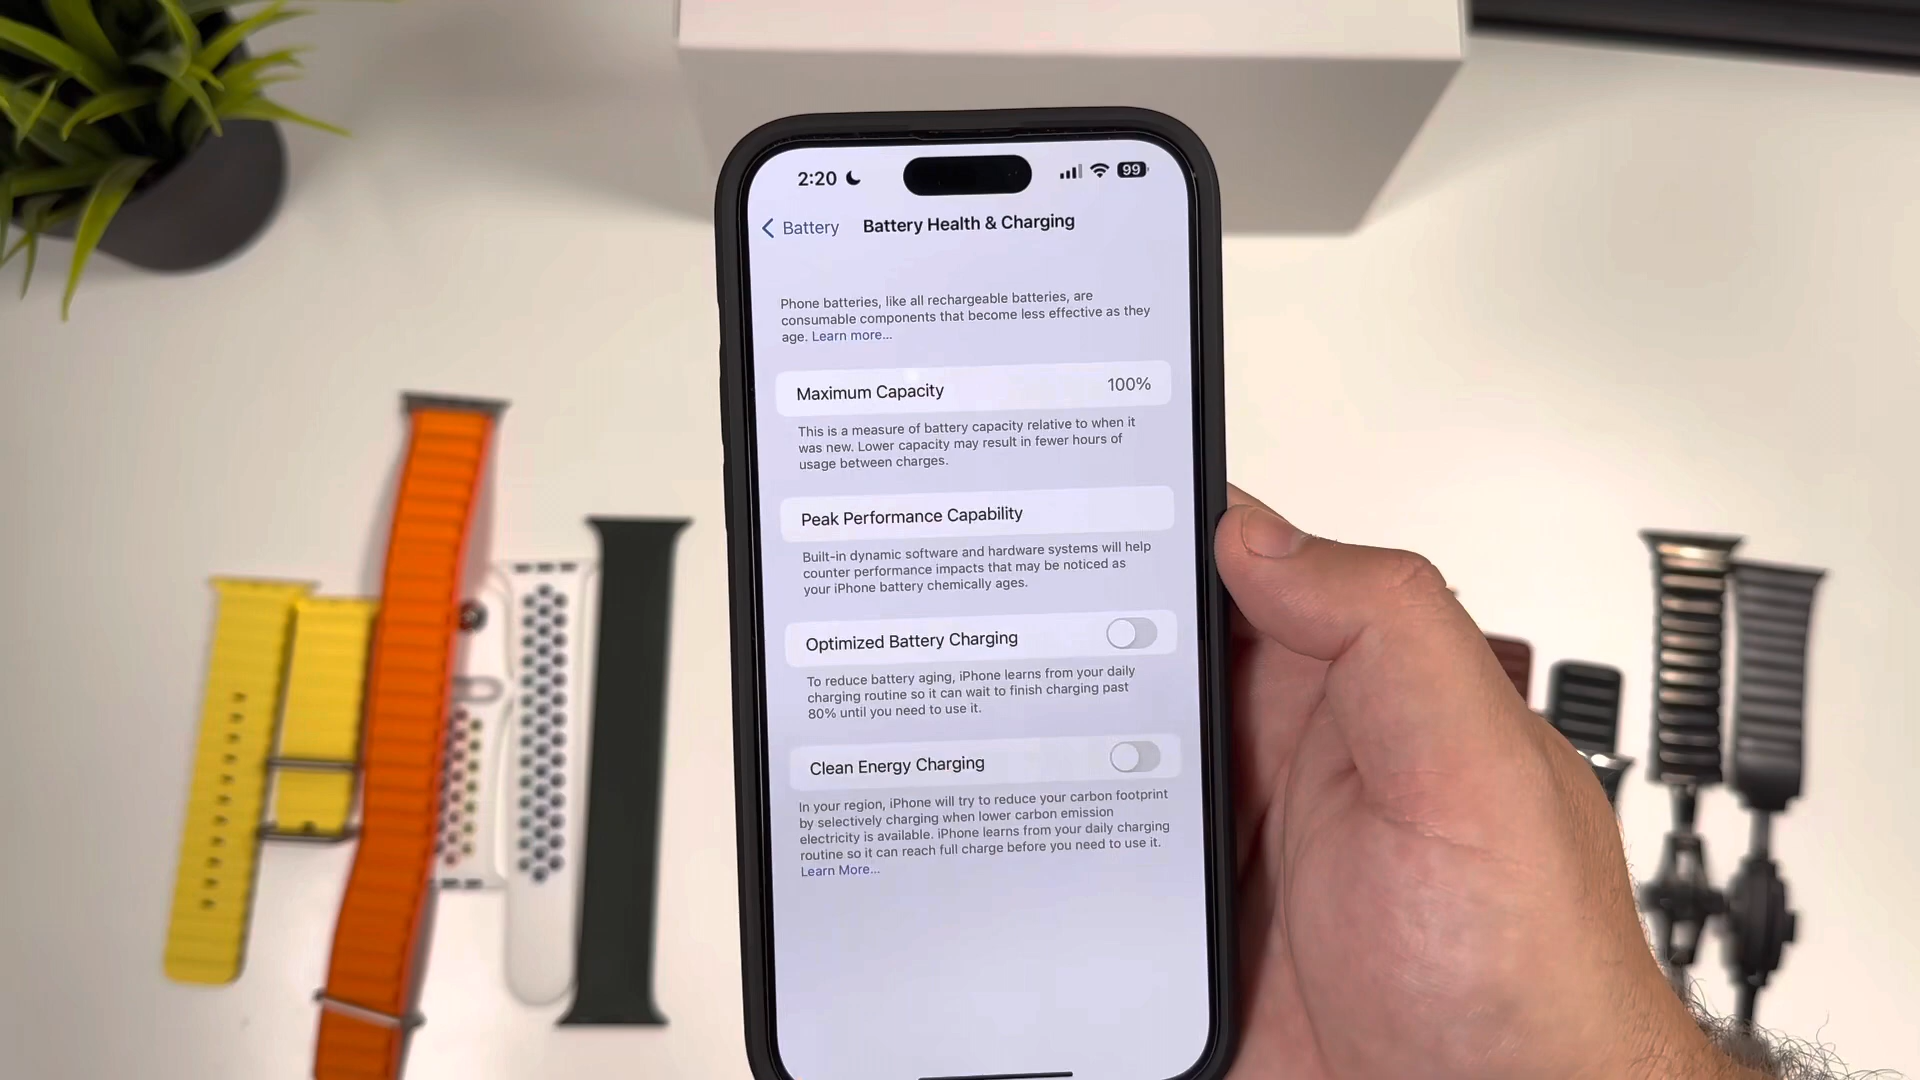 2:20
99
Battery
Battery Health & Charging
Phone batteries, like all rechargeable batteries, are
consumable components that become less effective as they
age. Learn more...
Maximum Capacity 100%
This is a measure of battery capacity relative to when it
was new. Lower capacity may result in fewer hours of
usage between charges.
Peak Performance Capability
Built-in dynamic software and hardware systems will help
counter performance impacts that may be noticed as
your iPhone battery chemically ages.
Optimized Battery Charging
To reduce battery aging, iPhone learns from your daily
charging routine so it can wait to finish charging past
80% until you need to use it.
Clean Energy Charging
In your region, iPhone will try to reduce your carbon footprint
by selectively charging when lower carbon emission
electricity is available. iPhone learns from your daily charging
routine so it can reach full charge before you need to use it.
Learn More...